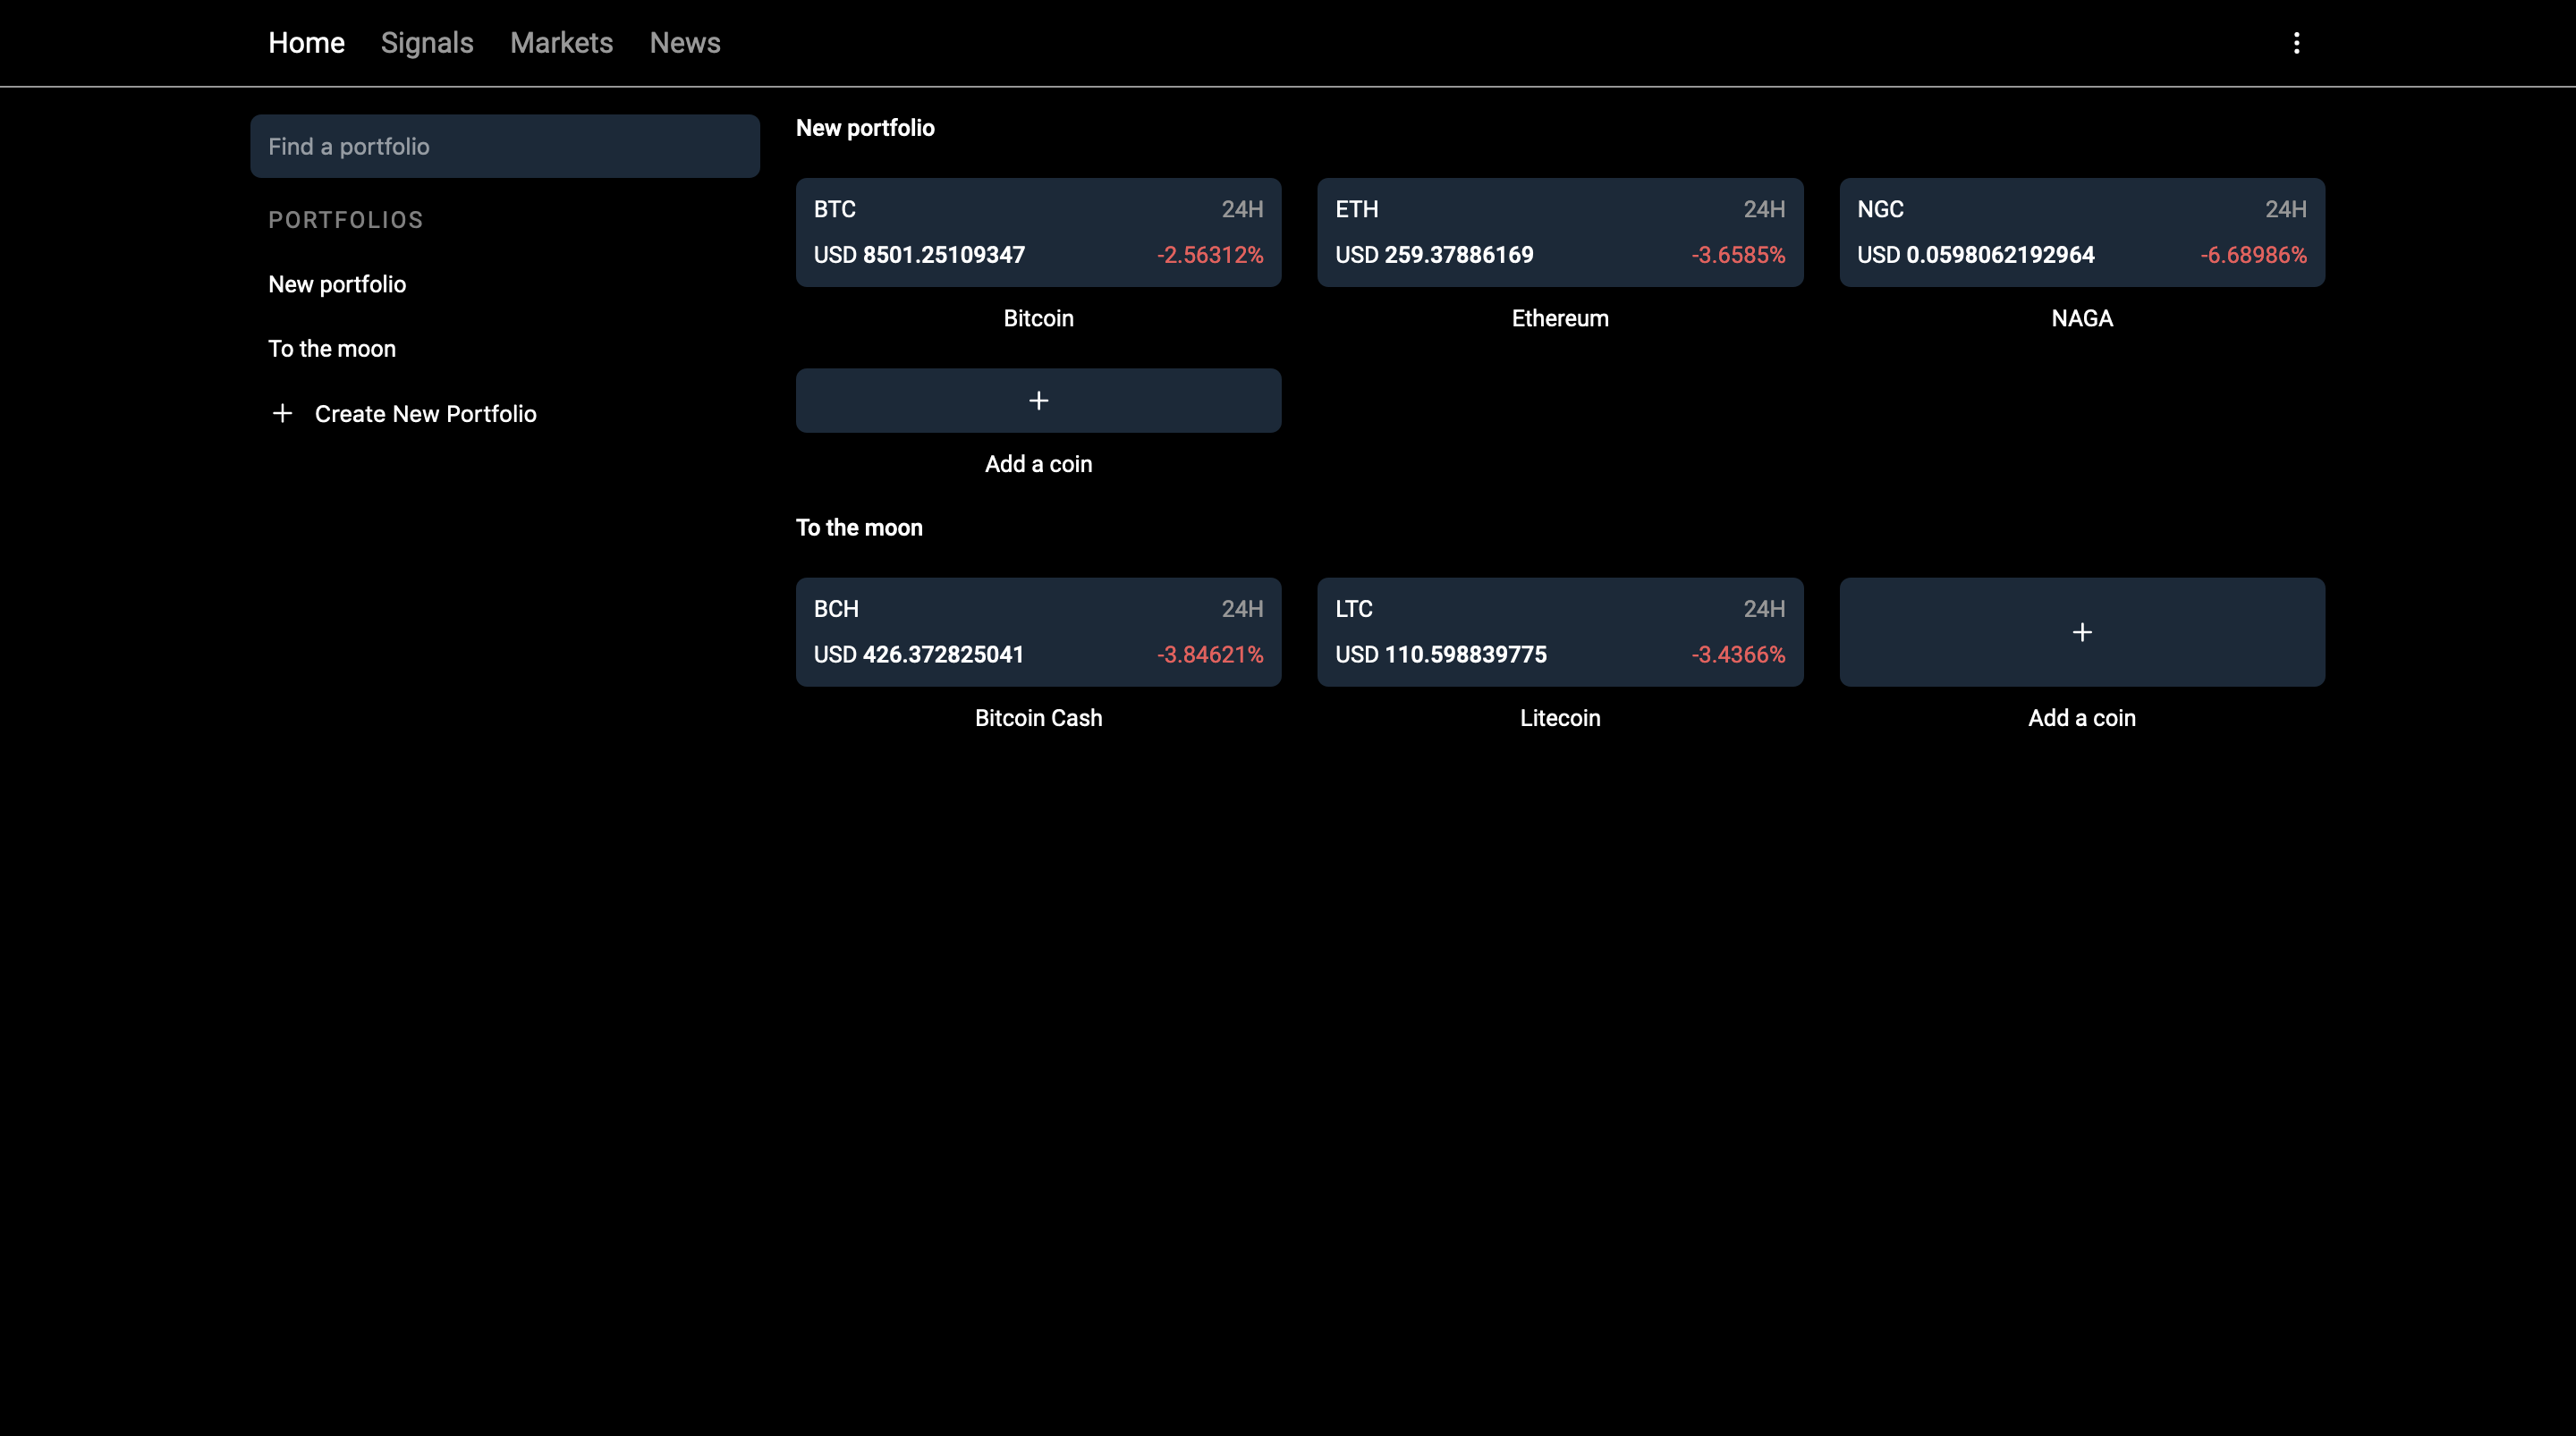 Home Signals Markets News
Find a portfolio
PORTFOLIOS
New portfolio
To the moon
Create New Portfolio
New portfolio
BTC 24H
USD 8501.25109347 -2.56312%
Bitcoin
ETH 24H
USD 259.37886169 -3.6585%
Ethereum
NGC 24H
USD 0.0598062192964 -6.68986%
NAGA
+
Add a coin
To the moon
BCH 24H
USD 426.372825041 -3.84621%
Bitcoin Cash
LTC 24H
USD 110.598839775 -3.4366%
Litecoin
+
Add a coin